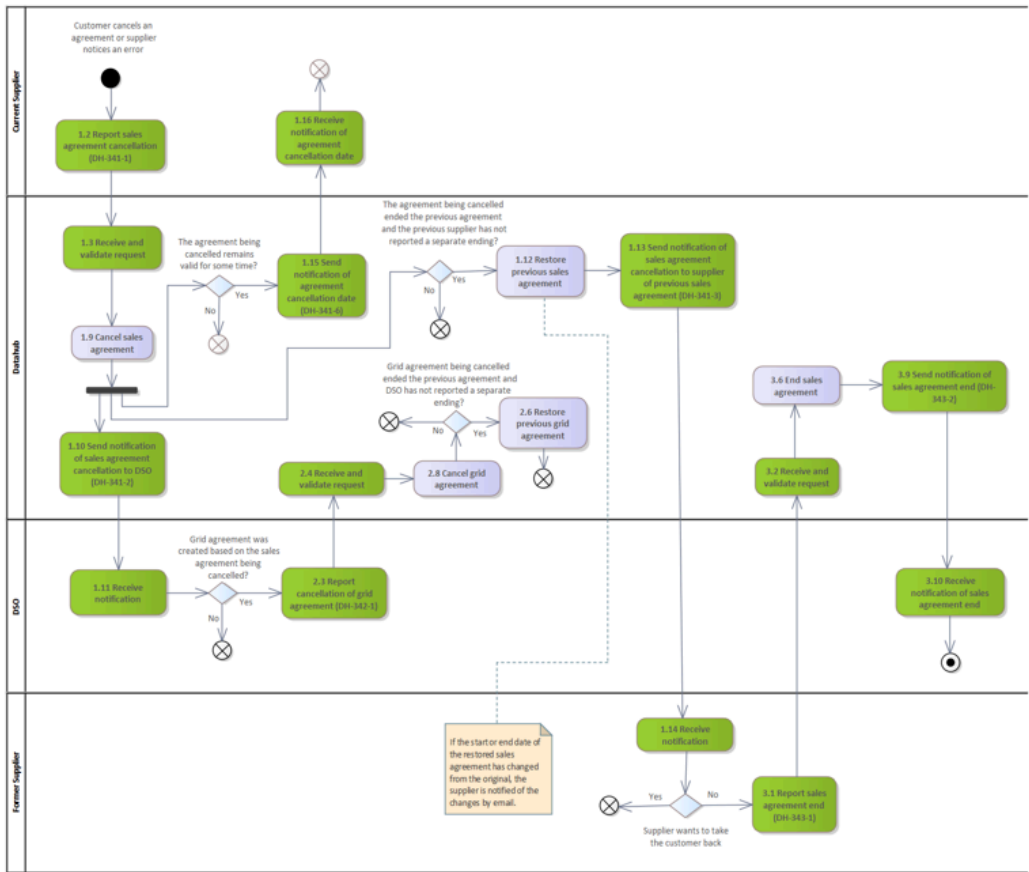 Current Supplier
Customer cancels an
agreement or supplier
notices an error
1.2 Report sales
agreement cancellation
(DH-341-1)
1.16 Receive
notification of
agreement
cancellation date
Datahub
1.3 Receive and
validate request
The agreement being
cancelled remains
valid for some time?
Yes
No
1.15 Send
notification of
agreement
cancellation date
(DH-341-6)
The agreement being cancelled
ended the previous agreement
and the previous supplier has not
reported a separate ending?
Yes
No
1.12 Restore
previous sales
agreement
1.13 Send notification of
sales agreement
cancellation to supplier
of previous sales
agreement (DH-341-3)
1.9 Cancel sales
agreement
Grid agreement being cancelled
ended the previous agreement and
DSO has not reported a separate
ending?
No
Yes
2.6 Restore
previous grid
agreement
3.6 End sales
agreement
3.9 Send notification of
sales agreement end (DH-
343-2)
1.10 Send notification
of sales agreement
cancellation to DSO
(DH-341-2)
2.4 Receive and
validate request
2.8 Cancel grid
agreement
3.2 Receive and
validate request
DSO
Grid agreement was
created based on the sales
agreement being
cancelled?
1.11 Receive
notification
Yes
No
2.3 Report
cancellation of grid
agreement (DH-342-1)
3.10 Receive
notification of sales
agreement end
Former Supplier
If the start or end date of
the restored sales
agreement has changed
from the original, the
supplier is notified of the
changes by email.
1.14 Receive
notification
Yes
No
3.1 Report sales
agreement end
(DH-343-1)
Supplier wants to take
the customer back